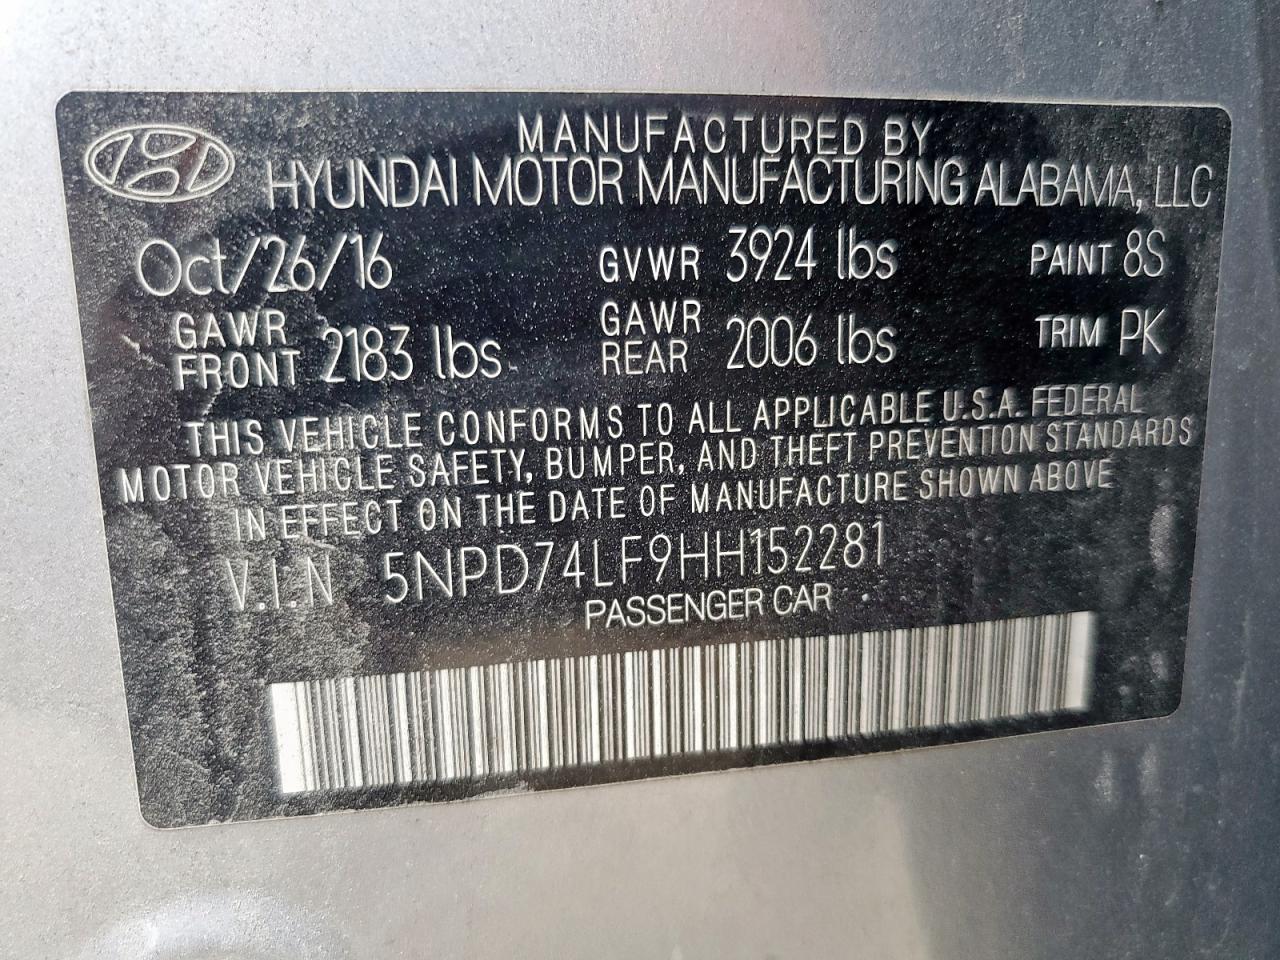 MANUFACTURED BY
HYUNDAI MOTOR MANUFACTURING ALABAMA, LLC
Oct/26/16 GVWR 3924 lbs PAINT 8S
GAWR FRONT 2183 lbs GAWR REAR 2006 lbs TRIM PK
THIS VEHICLE CONFORMS TO ALL APPLICABLE U.S.A. FEDERAL
MOTOR VEHICLE SAFETY, BUMPER, AND THEFT PREVENTION STANDARDS
IN EFFECT ON THE DATE OF MANUFACTURE SHOWN ABOVE
V.I.N 5NPD74LF9HH152281
PASSENGER CAR